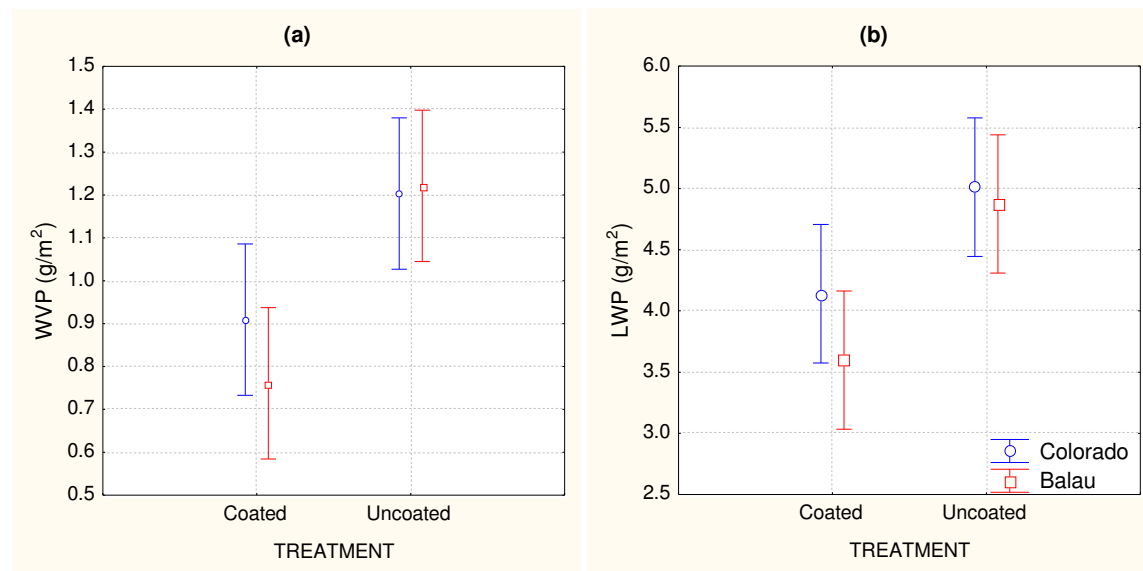 (a)
WVP (g/m²)
1.5
1.4
1.3
1.2
1.1
1.0
0.9
0.8
0.7
0.6
0.5
Coated Uncoated
TREATMENT
(b)
LWP (g/m²)
6.0
5.5
5.0
4.5
4.0
3.5
3.0
2.5
Colorado
Balau
Coated Uncoated
TREATMENT